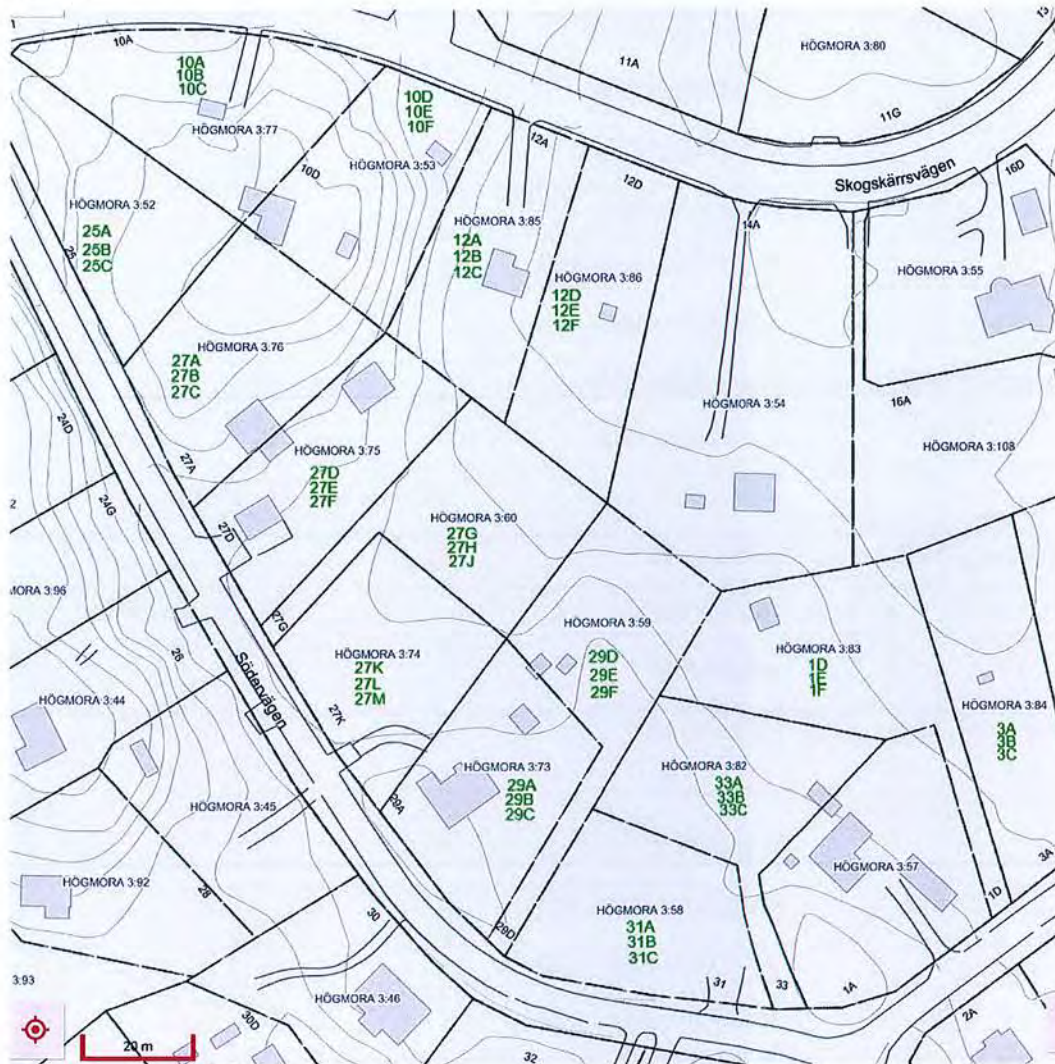 10A
10A
10B
10C
HÖGMORA 3:77
10D
10E
10F
HÖGMORA 3:53
10D
11A
HÖGMORA 3:80
11G
13
Skogskärrsvägen
12A
12D
14A
16D
HÖGMORA 3:52
25A
25B
25C
25
HÖGMORA 3:85
12A
12B
12C
HÖGMORA 3:86
12D
12E
12F
HÖGMORA 3:55
HÖGMORA 3:76
27A
27B
27C
HÖGMORA 3:54
16A
HÖGMORA 3:108
24D
24G
27A
HÖGMORA 3:75
27D
27E
27F
27D
HÖGMORA 3:60
27G
27H
27J
2
MORA 3:96
26
27G
HÖGMORA 3:74
27K
27L
27M
27K
Södervägen
HÖGMORA 3:59
29D
29E
29F
HÖGMORA 3:83
1D
1E
1F
HÖGMORA 3:84
3A
3B
3C
HÖGMORA 3:44
HÖGMORA 3:45
HÖGMORA 3:73
29A
29B
29C
29A
HÖGMORA 3:82
33A
33B
33C
HÖGMORA 3:57
HÖGMORA 3:92
28
30
29D
HÖGMORA 3:58
31A
31B
31C
31
33
1A
1D
3A
2A
3:93
HÖGMORA 3:46
30D
32
20 m